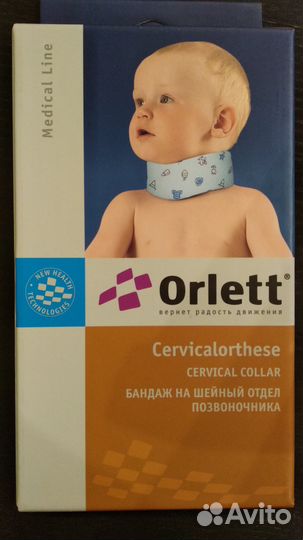 Medical Line
NEW HEALTH
TECHNOLOGIES
Orlett®
вернет радость движения
Cervicalorthese
CERVICAL COLLAR
БАНДАЖ НА ШЕЙНЫЙ ОТДЕЛ
ПОЗВОНОЧНИКА
Avito